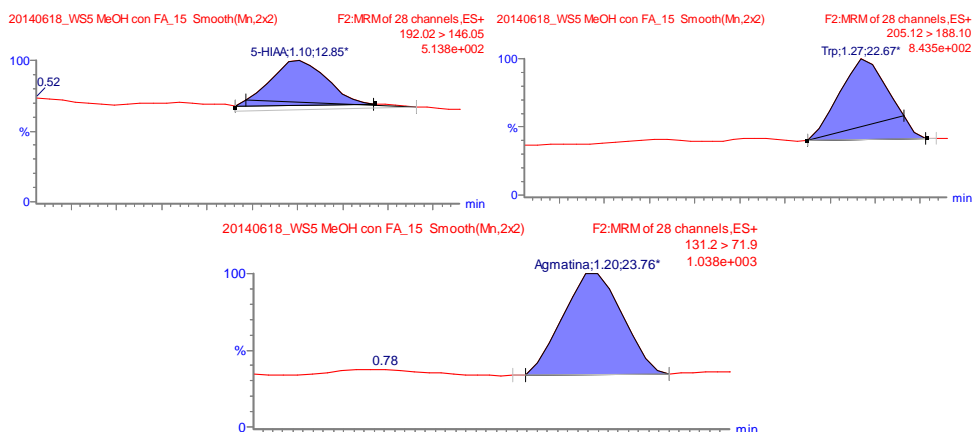 20140618_WS5 MeOH con FA_15 Smooth(Mn,2x2)
F2:MRM of 28 channels,ES+
192.02 > 146.05
5.138e+002
5-HIAA;1.10;12.85*
100
0.52
%
0
min
20140618_WS5 MeOH con FA_15 Smooth(Mn,2x2)
F2:MRM of 28 channels,ES+
205.12 > 188.10
8.435e+002
Trp;1.27;22.67*
100
%
0
min
20140618_WS5 MeOH con FA_15 Smooth(Mn,2x2)
F2:MRM of 28 channels,ES+
131.2 > 71.9
1.038e+003
Agmatina;1.20;23.76*
100
0.78
%
0
min